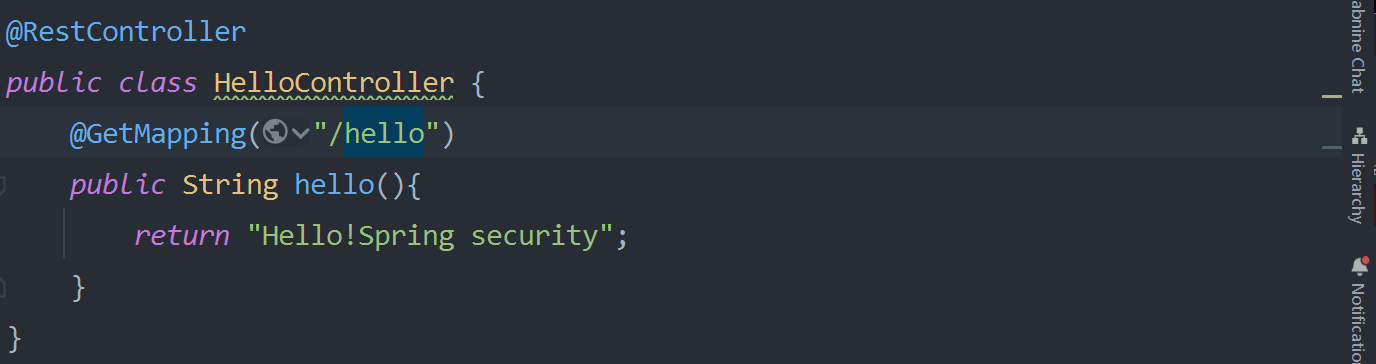 @RestController
public class HelloController {
@GetMapping("/hello")
public String hello(){
return "Hello!Spring security";
}
}
abnine Chat
Hierarchy
Notificatio